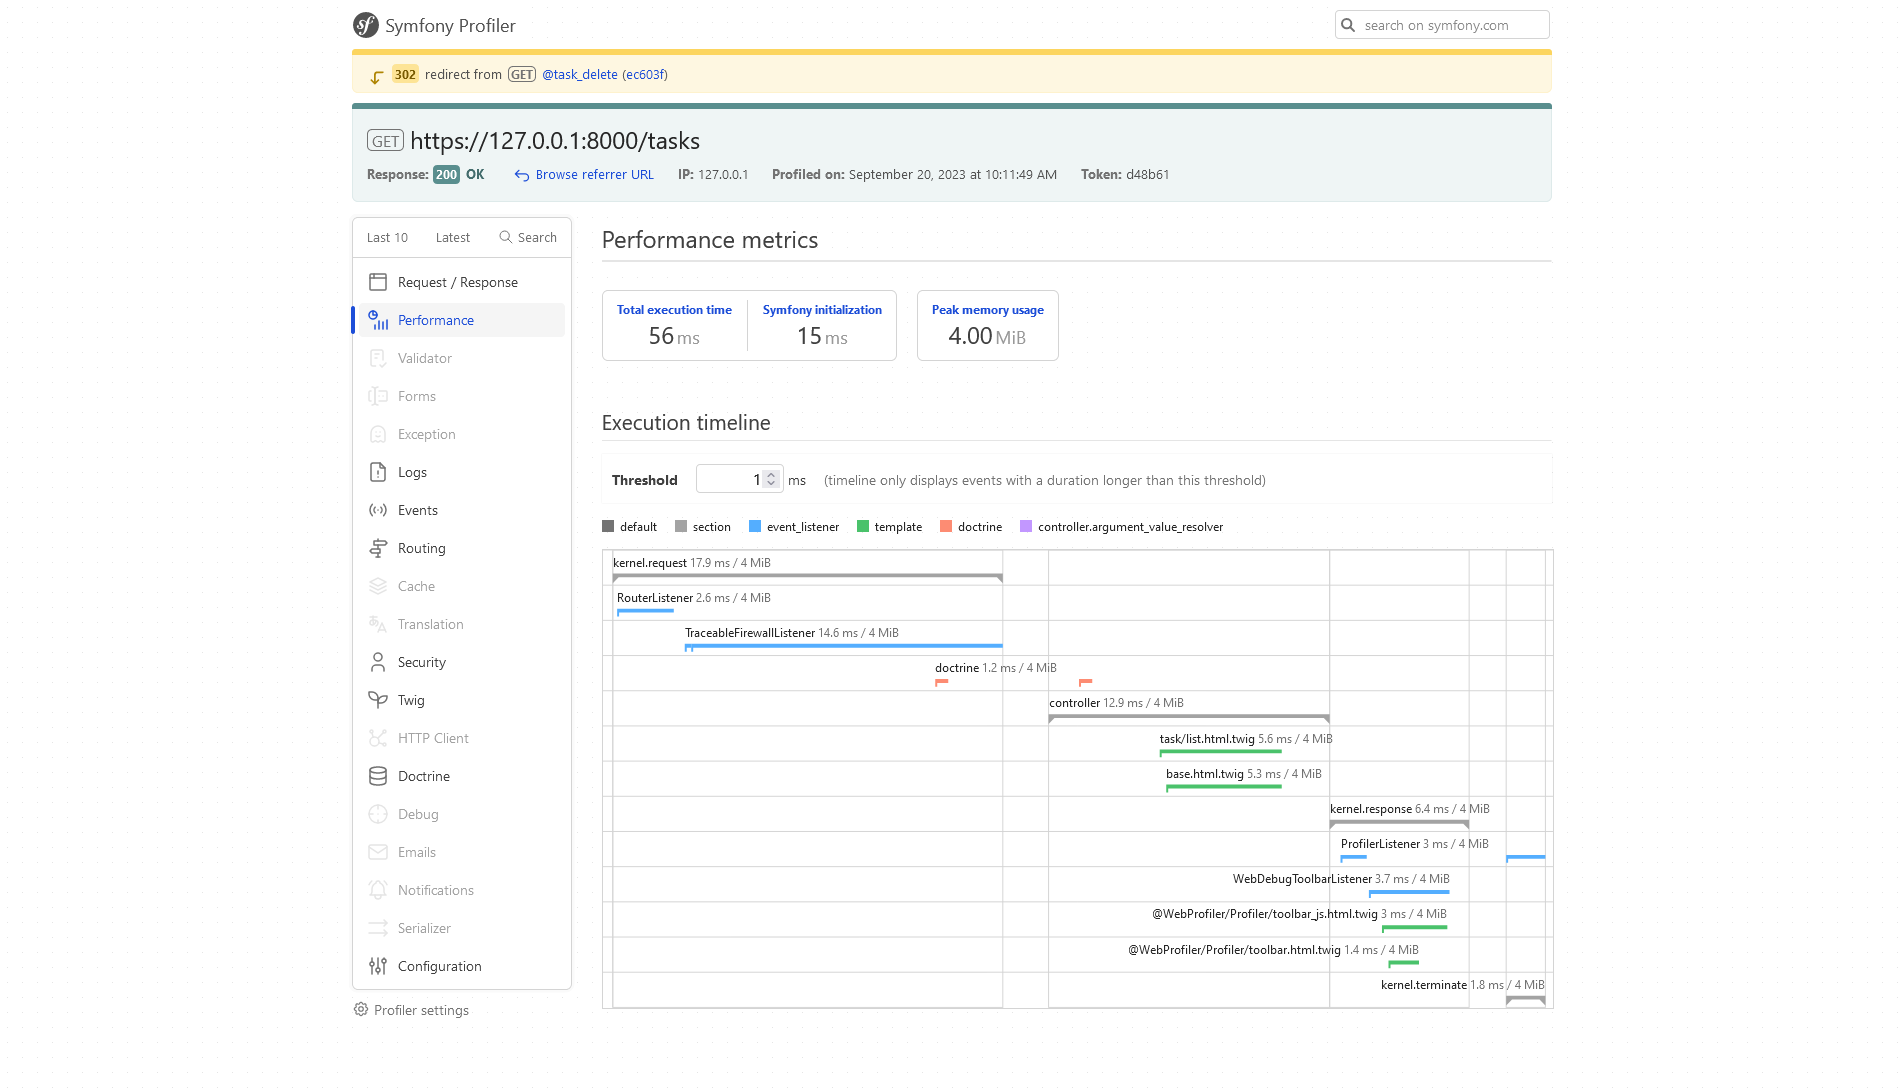 Symfony Profiler
search on symfony.com
302 redirect from GET @task_delete (ec603f)
GET https://127.0.0.1:8000/tasks
Response: 200 OK Browse referrer URL IP: 127.0.0.1 Profiled on: September 20, 2023 at 10:11:49 AM Token: d48b61
Last 10 Latest Search
Request / Response
Performance
Validator
Forms
Exception
Logs
Events
Routing
Cache
Translation
Security
Twig
HTTP Client
Doctrine
Debug
Emails
Notifications
Serializer
Configuration
Profiler settings
Performance metrics
Total execution time
56 ms
Symfony initialization
15 ms
Peak memory usage
4.00 MiB
Execution timeline
Threshold 1 ms (timeline only displays events with a duration longer than this threshold)
default section event_listener template doctrine controller.argument_value_resolver
kernel.request 17.9 ms / 4 MiB
RouterListener 2.6 ms / 4 MiB
TraceableFirewallListener 14.6 ms / 4 MiB
doctrine 1.2 ms / 4 MiB
controller 12.9 ms / 4 MiB
task/list.html.twig 5.6 ms / 4 MiB
base.html.twig 5.3 ms / 4 MiB
kernel.response 6.4 ms / 4 MiB
ProfilerListener 3 ms / 4 MiB
WebDebugToolbarListener 3.7 ms / 4 MiB
@WebProfiler/Profiler/toolbar_js.html.twig 3 ms / 4 MiB
@WebProfiler/Profiler/toolbar.html.twig 1.4 ms / 4 MiB
kernel.terminate 1.8 ms / 4 MiB